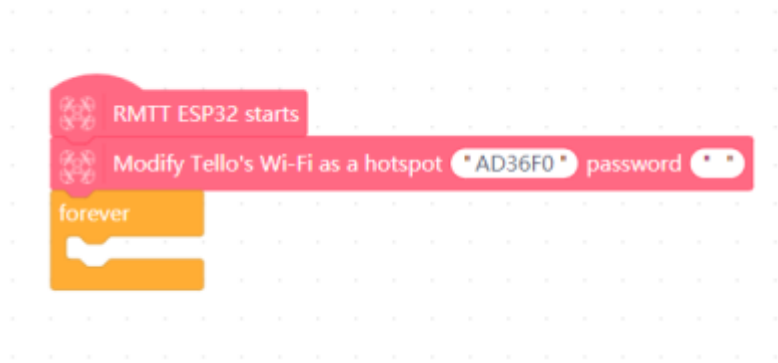 RMTT ESP32 starts
Modify Tello's Wi-Fi as a hotspot "AD36F0" password " "
forever